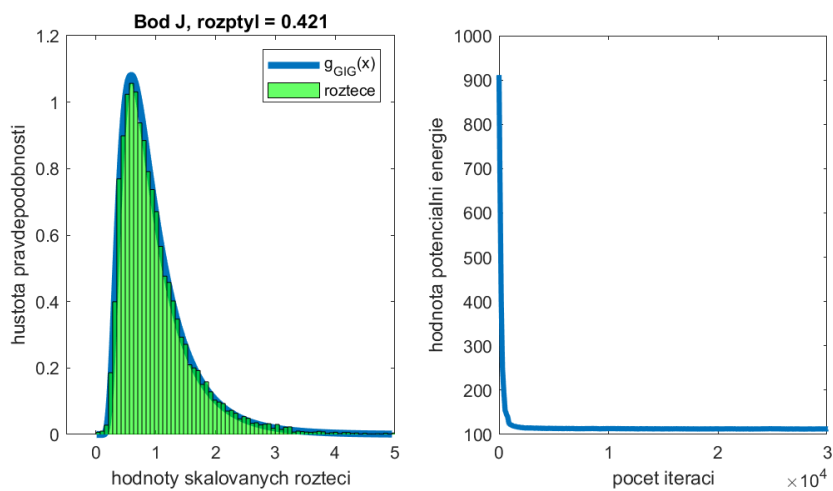 Bod J, rozptyl = 0.421
1.2
1
0.8
0.6
0.4
0.2
0
hustota pravdepodobnosti
g_GIG(x)
roztece
0 1 2 3 4 5
hodnoty skalovanych rozteci
1000
900
800
700
600
500
400
300
200
100
hodnota potencialni energie
0 1 2 3
pocet iteraci
×10^4